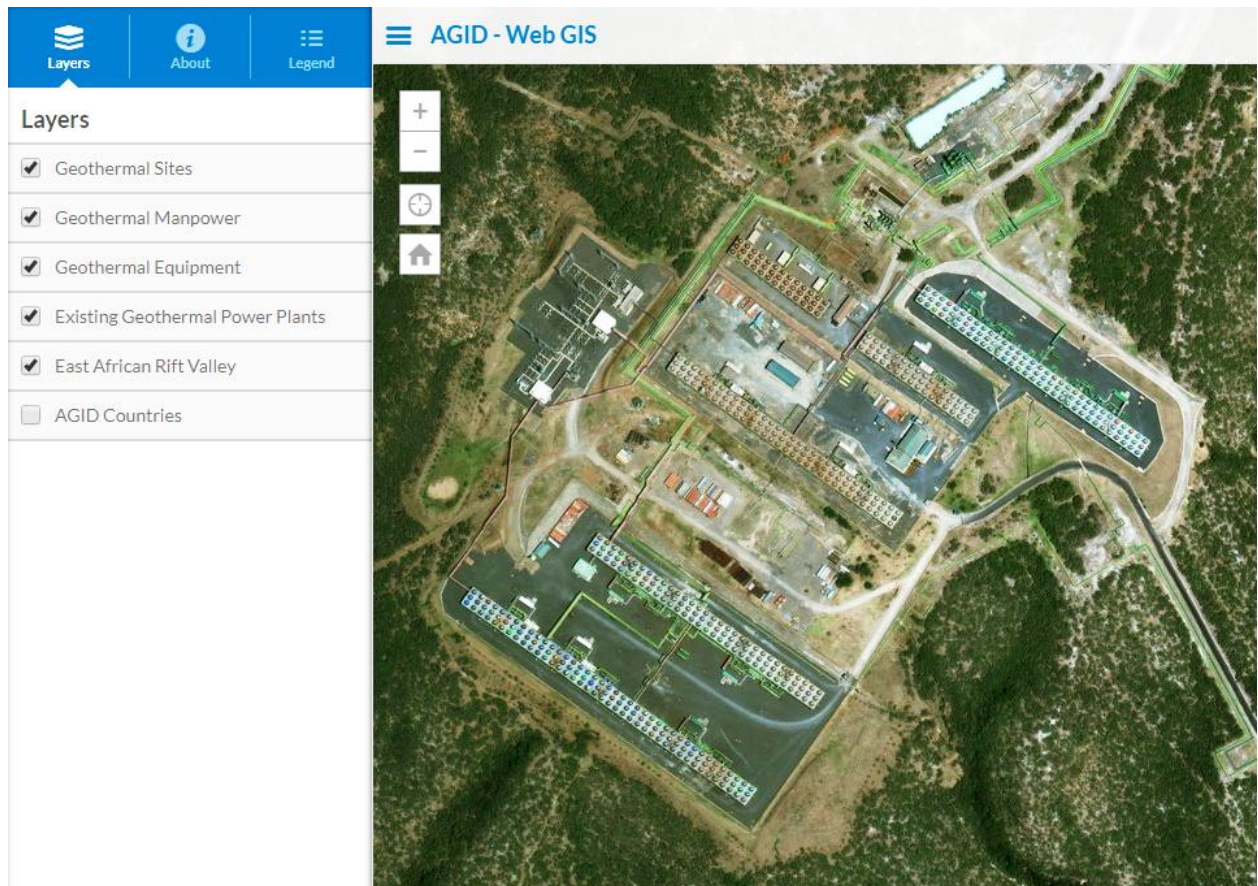 Layers
About
Legend
AGID - Web GIS
Layers
Geothermal Sites
Geothermal Manpower
Geothermal Equipment
Existing Geothermal Power Plants
East African Rift Valley
AGID Countries